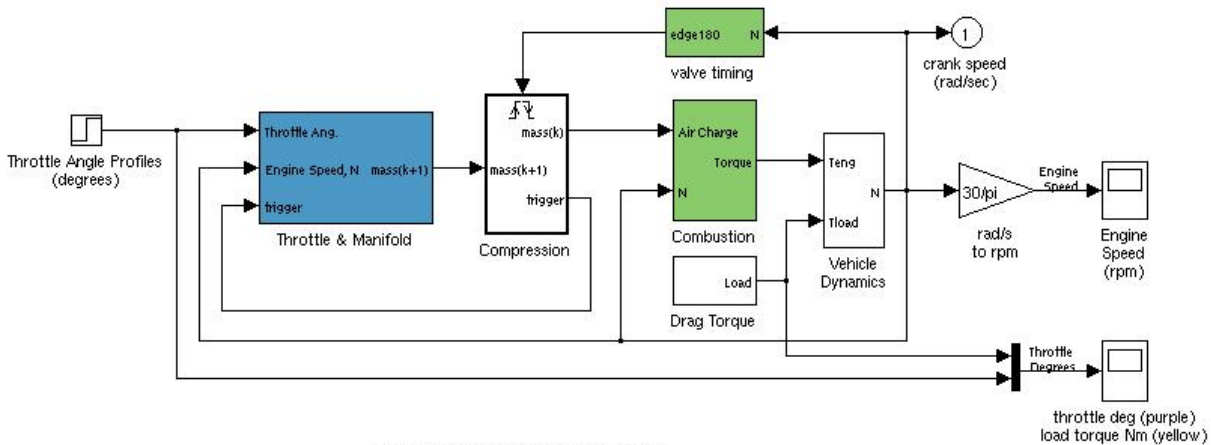 edge180 N
valve timing
1
crank speed
(rad/sec)
Throttle Angle Profiles
(degrees)
Throttle Ang.
Engine Speed, N mass(k+1)
trigger
Throttle & Manifold
mass(k)
mass(k+1)
trigger
Compression
Air Charge
Torque
N
Combustion
Load
Drag Torque
Teng
N
Tload
Vehicle
Dynamics
30/pi
rad/s
to rpm
Engine
Speed
Engine
Speed
(rpm)
Throttle
Degrees
throttle deg (purple)
load torque Nm (yellow)